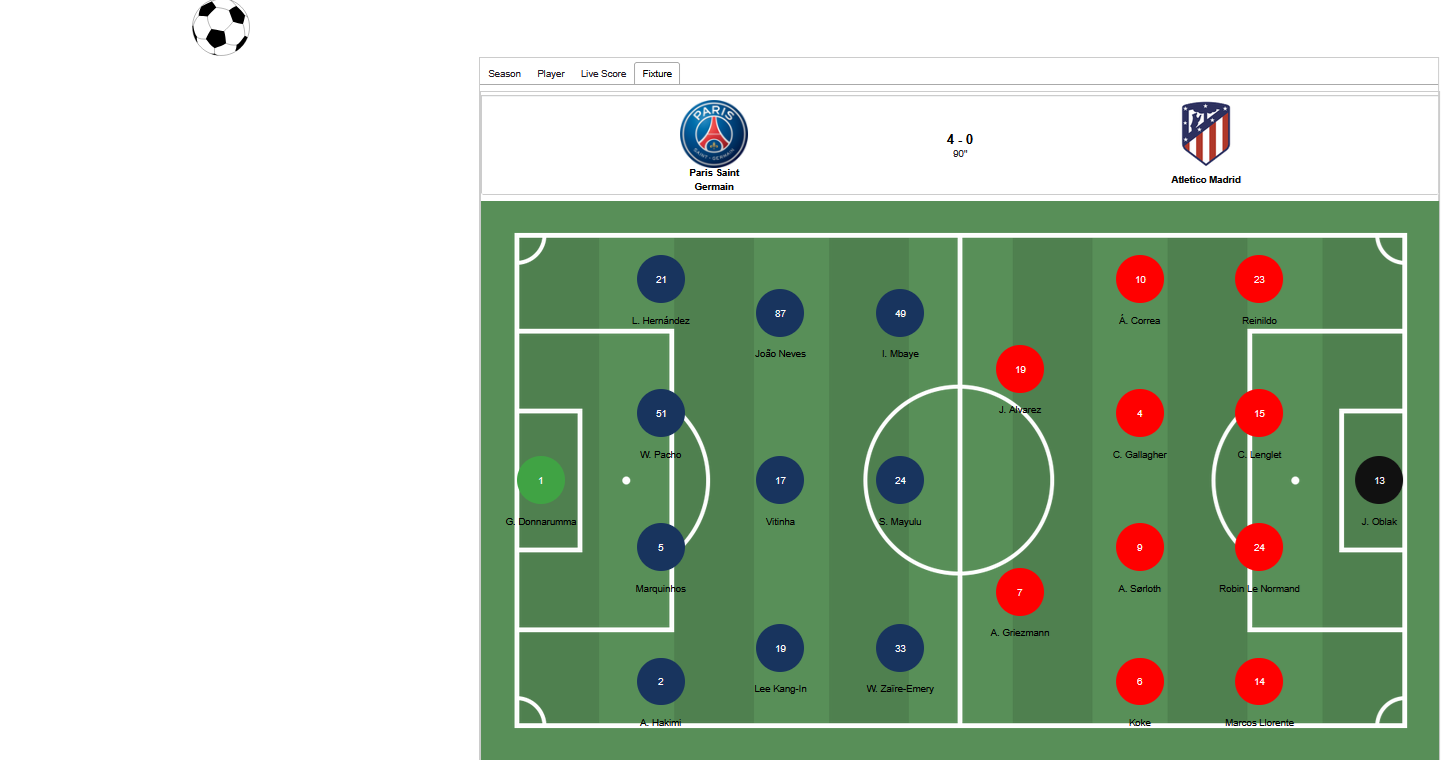 Season Player Live Score Fixture
PARIS
SAINT-GERMAIN
Paris Saint
Germain
4 - 0
90"
Atletico Madrid
21
L. Hernández
87
João Neves
49
I. Mbaye
10
Á. Correa
23
Reinildo
19
J. Alvarez
51
W. Pacho
4
C. Gallagher
15
C. Lenglet
1
G. Donnarumma
17
Vitinha
24
S. Mayulu
13
J. Oblak
5
Marquinhos
9
A. Sørloth
24
Robin Le Normand
7
A. Griezmann
19
Lee Kang-In
33
W. Zaïre-Emery
2
A. Hakimi
6
Koke
14
Marcos Llorente